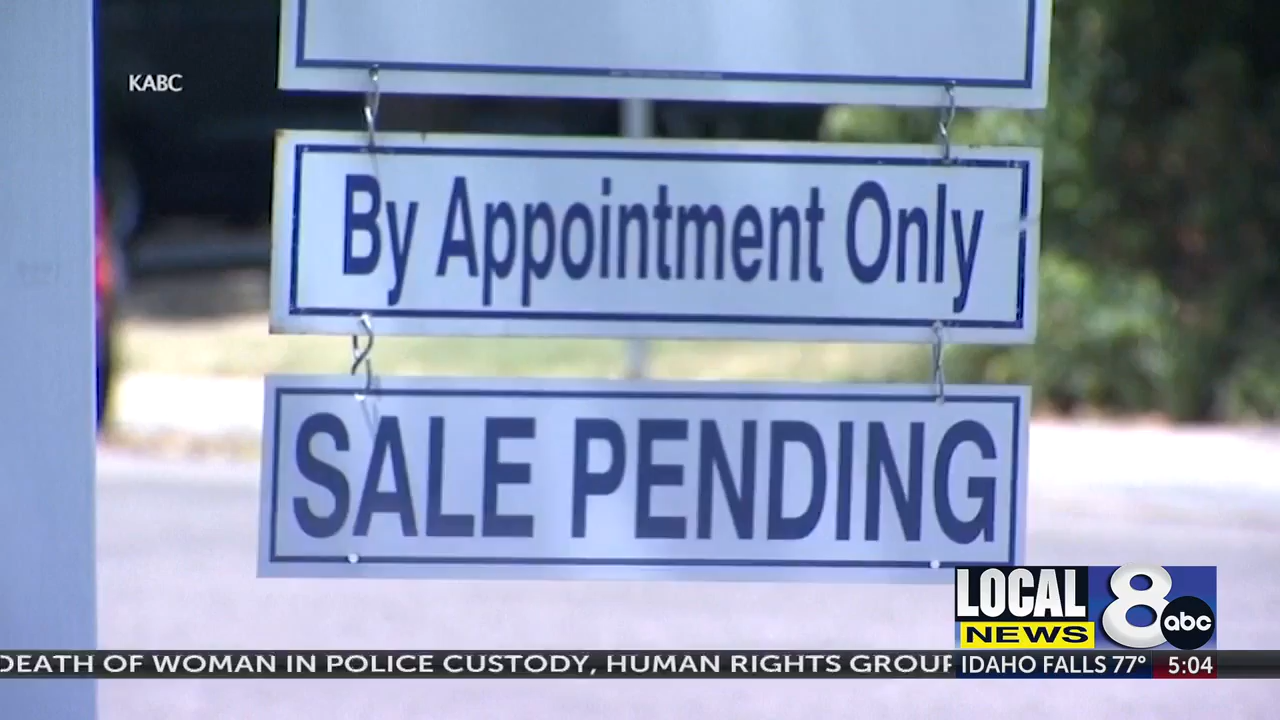 KABC
By Appointment Only
SALE PENDING
LOCAL
NEWS
8
abc
DEATH OF WOMAN IN POLICE CUSTODY, HUMAN RIGHTS GROUP
IDAHO FALLS 77° 5:04